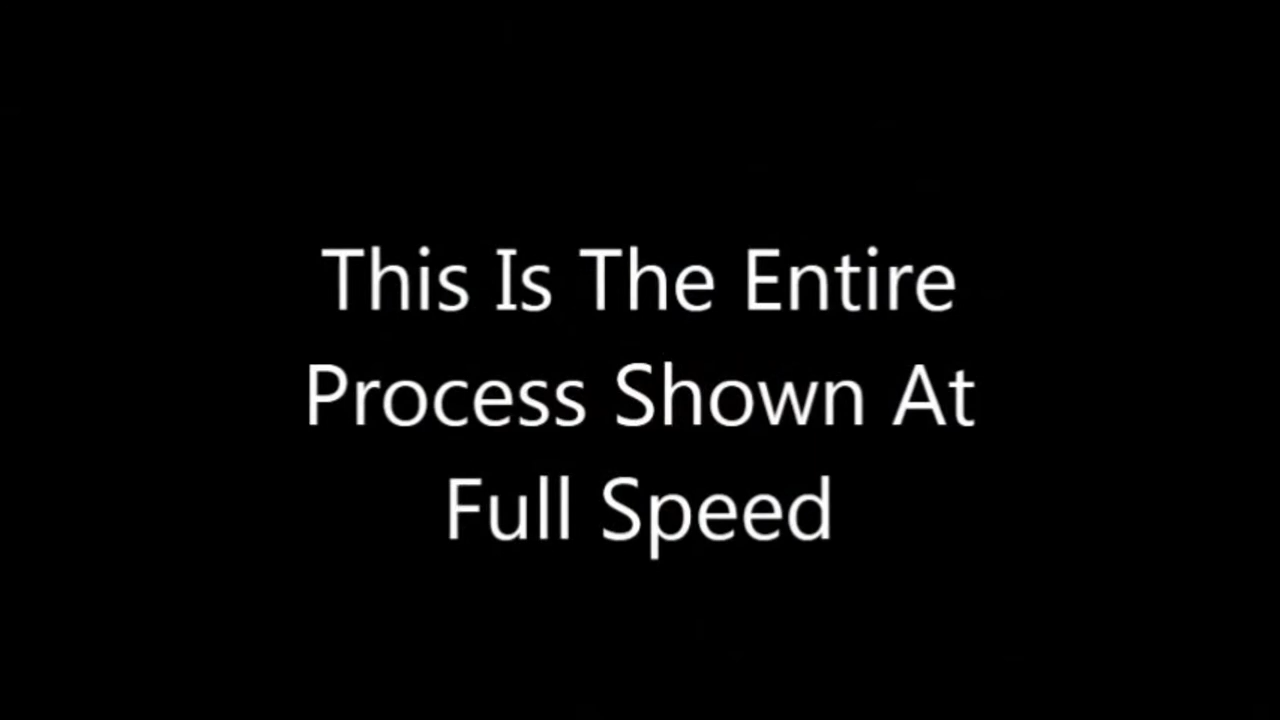 This Is The Entire
Process Shown At
Full Speed